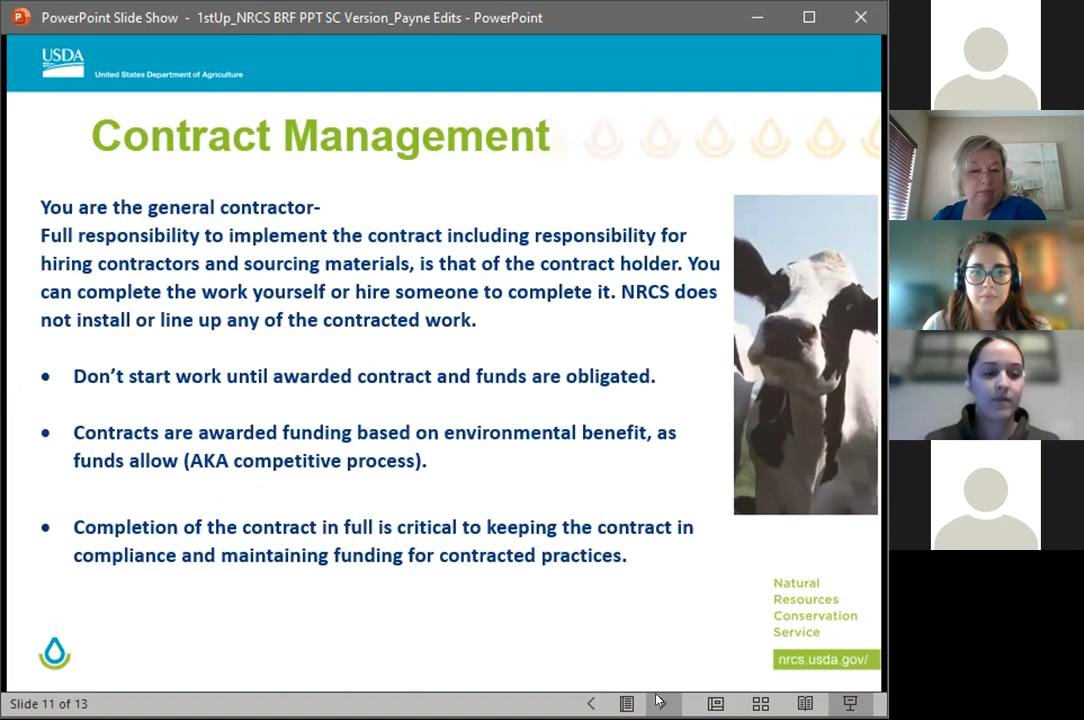 PowerPoint Slide Show - 1stUp_NRCS BRF PPT SC Version_Payne Edits - PowerPoint
USDA
United States Department of Agriculture
Contract Management
You are the general contractor-
Full responsibility to implement the contract including responsibility for
hiring contractors and sourcing materials, is that of the contract holder. You
can complete the work yourself or hire someone to complete it. NRCS does
not install or line up any of the contracted work.
• Don’t start work until awarded contract and funds are obligated.
• Contracts are awarded funding based on environmental benefit, as
funds allow (AKA competitive process).
• Completion of the contract in full is critical to keeping the contract in
compliance and maintaining funding for contracted practices.
Natural
Resources
Conservation
Service
nrcs.usda.gov/
Slide 11 of 13